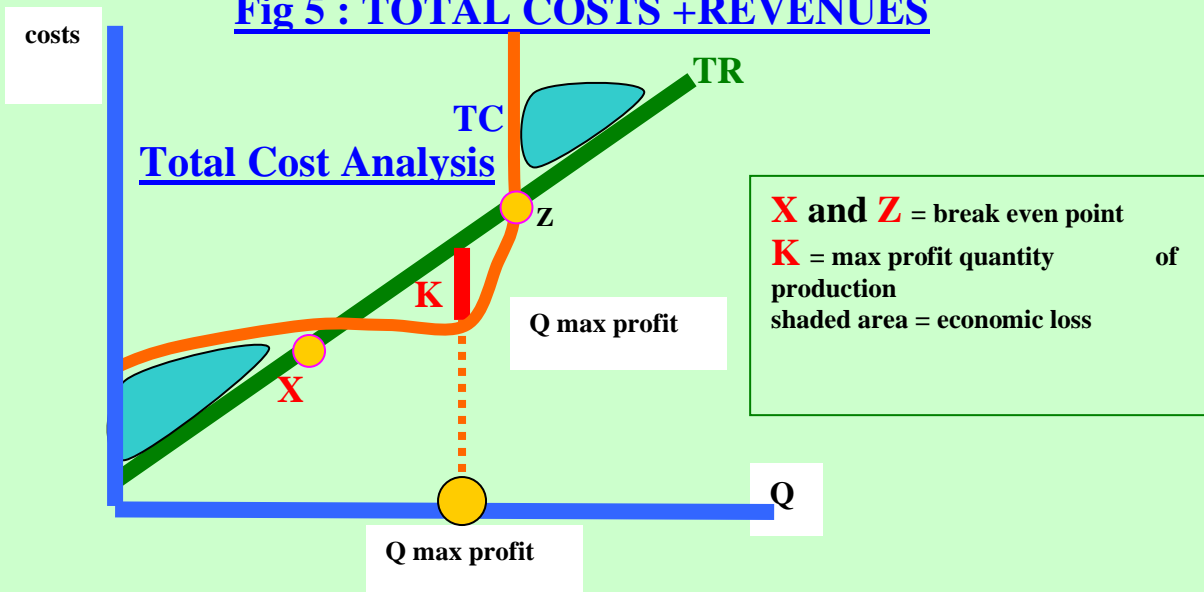 Fig 5 : TOTAL COSTS +REVENUES
costs
TR
TC
Total Cost Analysis
Z
X and Z = break even point
K = max profit quantity of
production
shaded area = economic loss
K
Q max profit
X
Q
Q max profit